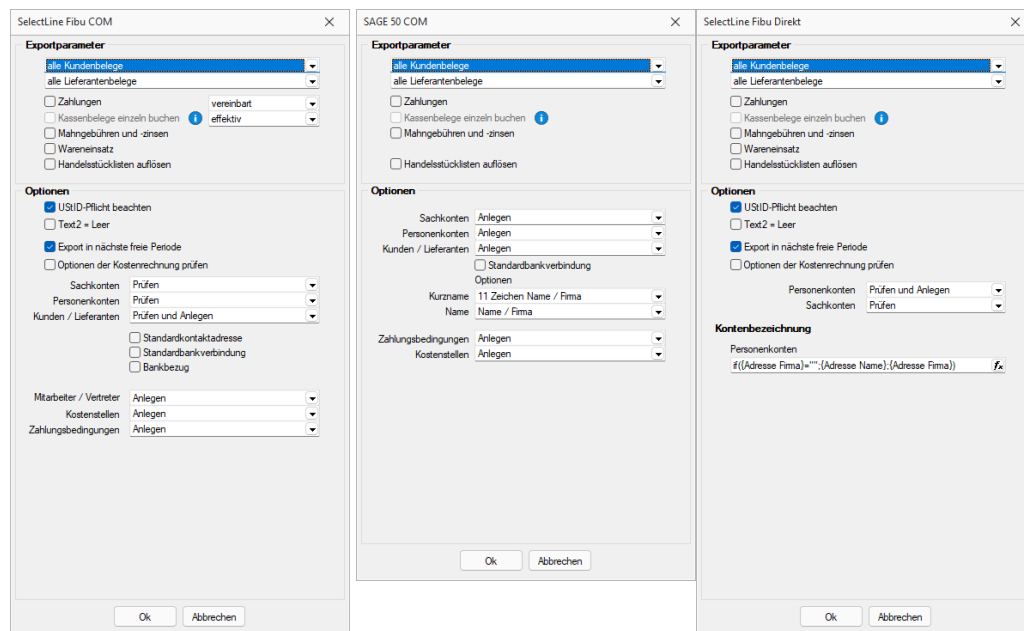 SelectLine Fibu COM
Exportparameter
alle Kundenbelege
alle Lieferantenbelege
Zahlungen
vereinbart
Kassenbelege einzeln buchen
effektiv
Mahngebühren und -zinsen
Wareneinsatz
Handelsstücklisten auflösen
Optionen
UStID-Pflicht beachten
Text2 = Leer
Export in nächste freie Periode
Optionen der Kostenrechnung prüfen
Sachkonten Prüfen
Personenkonten Prüfen
Kunden / Lieferanten Prüfen und Anlegen
Standardkontaktadresse
Standardbankverbindung
Bankbezug
Mitarbeiter / Vertreter Anlegen
Kostenstellen Anlegen
Zahlungsbedingungen Anlegen
Ok Abbrechen
SAGE 50 COM
Exportparameter
alle Kundenbelege
alle Lieferantenbelege
Zahlungen
Kassenbelege einzeln buchen
Mahngebühren und -zinsen
Handelsstücklisten auflösen
Optionen
Sachkonten Anlegen
Personenkonten Anlegen
Kunden / Lieferanten Anlegen
Standardbankverbindung
Optionen
Kurzname 11 Zeichen Name / Firma
Name Name / Firma
Zahlungsbedingungen Anlegen
Kostenstellen Anlegen
Ok Abbrechen
SelectLine Fibu Direkt
Exportparameter
alle Kundenbelege
alle Lieferantenbelege
Zahlungen
Kassenbelege einzeln buchen
Mahngebühren und -zinsen
Wareneinsatz
Handelsstücklisten auflösen
Optionen
UStID-Pflicht beachten
Text2 = Leer
Export in nächste freie Periode
Optionen der Kostenrechnung prüfen
Personenkonten Prüfen und Anlegen
Sachkonten Prüfen
Kontenbezeichnung
Personenkonten
if({Adresse Firma}="";{Adresse Name};{Adresse Firma}) fx
Ok Abbrechen